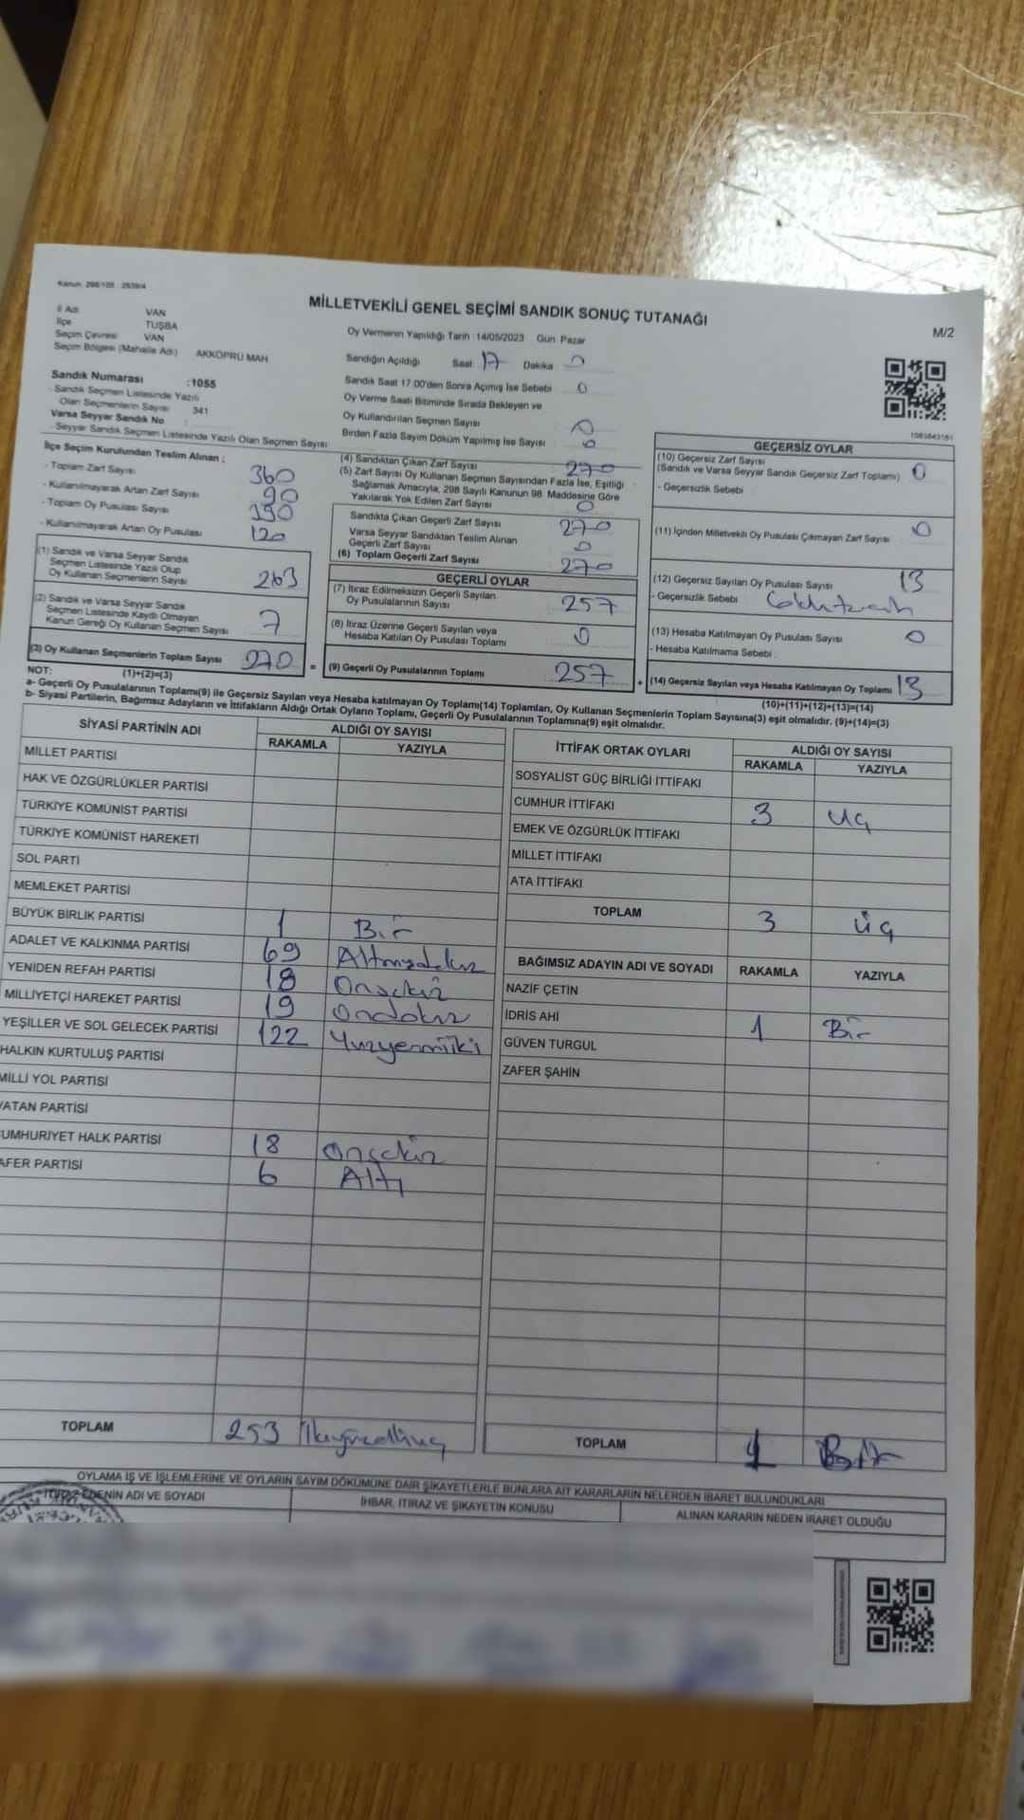 Kanun: 298/105 - 2839/4
MİLLETVEKİLİ GENEL SEÇİMİ SANDIK SONUÇ TUTANAĞI
M/2
İl Adı VAN
İlçe TUŞBA
Seçim Çevresi VAN
Seçim Bölgesi (Mahalle Adı) AKKÖPRÜ MAH
Sandık Numarası :1055
- Sandık Seçmen Listesinde Yazılı
Olan Seçmenlerin Sayısı 341
Varsa Seyyar Sandık No :
- Seyyar Sandık Seçmen Listesinde Yazılı Olan Seçmen Sayısı
Oy Vermenin Yapıldığı Tarih : 14/05/2023 Gün Pazar
Sandığın Açıldığı Saat 17 Dakika 0
Sandık Saat 17.00'den Sonra Açılmış İse Sebebi 0
Oy Verme Saati Bitiminde Sırada Bekleyen ve
Oy Kullandırılan Seçmen Sayısı 0
Birden Fazla Sayım Döküm Yapılmış İse Sayısı 0
İlçe Seçim Kurulundan Teslim Alınan :
- Toplam Zarf Sayısı 360
- Kullanılmayarak Artan Zarf Sayısı 90
- Toplam Oy Pusulası Sayısı 390
- Kullanılmayarak Artan Oy Pusulası 120
(1) Sandık ve Varsa Seyyar Sandık
Seçmen Listesinde Yazılı Olup
Oy Kullanan Seçmenlerin Sayısı 263
(2) Sandık ve Varsa Seyyar Sandık
Seçmen Listesinde Kaydı Olmayan
Kanun Gereği Oy Kullanan Seçmen Sayısı 7
(3) Oy Kullanan Seçmenlerin Toplam Sayısı 270
(1)+(2)=(3)
(4) Sandıktan Çıkan Zarf Sayısı 270
(5) Zarf Sayısı Oy Kullanan Seçmen Sayısından Fazla İse, Eşitliği
Sağlamak Amacıyla, 298 Sayılı Kanunun 98. Maddesine Göre
Yakılarak Yok Edilen Zarf Sayısı 0
Sandıkta Çıkan Geçerli Zarf Sayısı 270
Varsa Seyyar Sandıktan Teslim Alınan
Geçerli Zarf Sayısı 0
(6) Toplam Geçerli Zarf Sayısı 270
GEÇERLİ OYLAR
(7) İtiraz Edilmeksizin Geçerli Sayılan
Oy Pusulalarının Sayısı 257
(8) İtiraz Üzerine Geçerli Sayılan veya
Hesaba Katılan Oy Pusulası Toplamı 0
= (9) Geçerli Oy Pusulalarının Toplamı 257
GEÇERSİZ OYLAR
(10) Geçersiz Zarf Sayısı 0
(Sandık ve Varsa Seyyar Sandık Geçersiz Zarf Toplamı)
- Geçersizlik Sebebi
(11) İçinden Milletvekili Oy Pusulası Çıkmayan Zarf Sayısı 0
(12) Geçersiz Sayılan Oy Pusulası Sayısı 13
- Geçersizlik Sebebi
(13) Hesaba Katılmayan Oy Pusulası Sayısı 0
- Hesaba Katılmama Sebebi :
+ (14) Geçersiz Sayılan veya Hesaba Katılmayan Oy Toplamı 13
(10)+(11)+(12)+(13)=(14)
NOT:
a- Geçerli Oy Pusulalarının Toplamı(9) ile Geçersiz Sayılan veya Hesaba katılmayan Oy Toplamı(14) Toplamları, Oy Kullanan Seçmenlerin Toplam Sayısına(3) eşit olmalıdır. (9)+(14)=(3)
b- Siyasi Partilerin, Bağımsız Adayların ve İttifakların Aldığı Ortak Oyların Toplamı, Geçerli Oy Pusulalarının Toplamına(9) eşit olmalıdır.
SİYASİ PARTİNİN ADI ALDIĞI OY SAYISI
RAKAMLA YAZIYLA
MİLLET PARTİSİ
HAK VE ÖZGÜRLÜKLER PARTİSİ
TÜRKİYE KOMÜNİST PARTİSİ
TÜRKİYE KOMÜNİST HAREKETİ
SOL PARTİ
MEMLEKET PARTİSİ
BÜYÜK BİRLİK PARTİSİ 1 Bir
ADALET VE KALKINMA PARTİSİ 69 Altmışdokuz
YENİDEN REFAH PARTİSİ 18 Onsekiz
MİLLİYETÇİ HAREKET PARTİSİ 19 Ondokuz
YEŞİLLER VE SOL GELECEK PARTİSİ 122 Yuzyermiiki
HALKIN KURTULUŞ PARTİSİ
MİLLİ YOL PARTİSİ
VATAN PARTİSİ
CUMHURİYET HALK PARTİSİ 18 Onsekiz
ZAFER PARTİSİ 6 Altı
TOPLAM 253 İkiyüzelliüç
İTTİFAK ORTAK OYLARI ALDIĞI OY SAYISI
RAKAMLA YAZIYLA
SOSYALİST GÜÇ BİRLİĞİ İTTİFAKI
CUMHUR İTTİFAKI 3 Uç
EMEK VE ÖZGÜRLÜK İTTİFAKI
MİLLET İTTİFAKI
ATA İTTİFAKI
TOPLAM 3 Üç
BAĞIMSIZ ADAYIN ADI VE SOYADI RAKAMLA YAZIYLA
NAZİF ÇETİN
İDRİS AHİ 1 Bir
GÜVEN TURGUL
ZAFER ŞAHİN
TOPLAM 1 Bir
OYLAMA İŞ VE İŞLEMLERİNE VE OYLARIN SAYIM DÖKÜMÜNE DAİR ŞİKAYETLERLE BUNLARA AİT KARARLARIN NELERDEN İBARET BULUNDUKLARI
İTİRAZ EDENİN ADI VE SOYADI İHBAR, İTİRAZ VE ŞİKAYETİN KONUSU ALINAN KARARIN NEDEN İBARET OLDUĞU